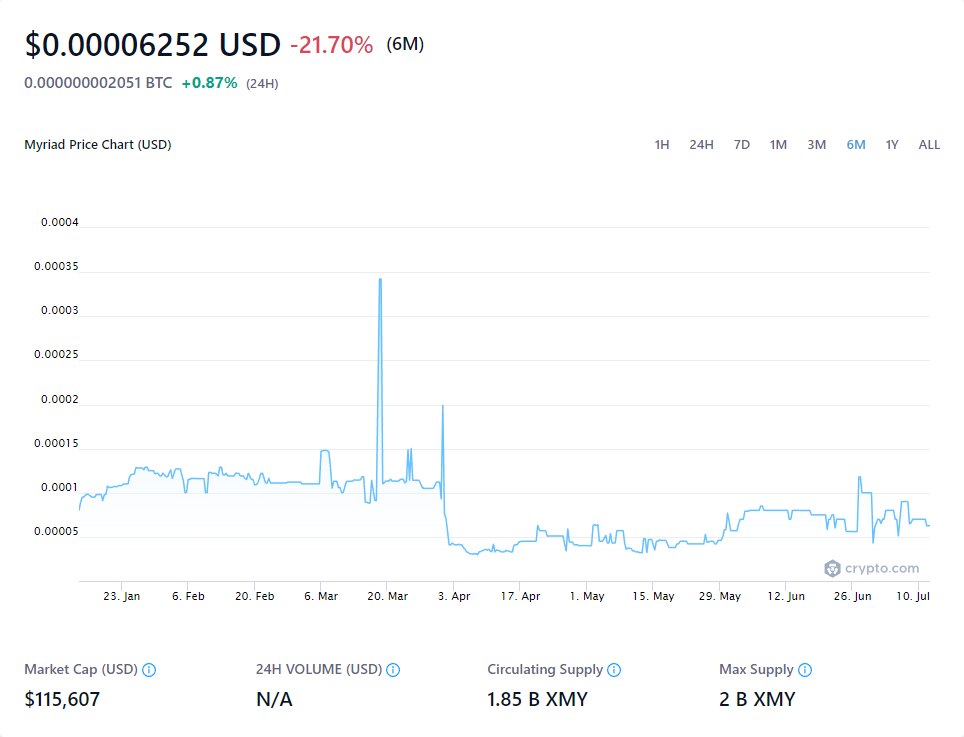 $0.00006252 USD -21.70% (6M)
0.000000002051 BTC +0.87% (24H)
Myriad Price Chart (USD) 1H 24H 7D 1M 3M 6M 1Y ALL
0.0004
0.00035
0.0003
0.00025
0.0002
0.00015
0.0001
0.00005
crypto.com
23. Jan 6. Feb 20. Feb 6. Mar 20. Mar 3. Apr 17. Apr 1. May 15. May 29. May 12. Jun 26. Jun 10. Jul
Market Cap (USD) 24H VOLUME (USD) Circulating Supply Max Supply
$115,607 N/A 1.85 B XMY 2 B XMY